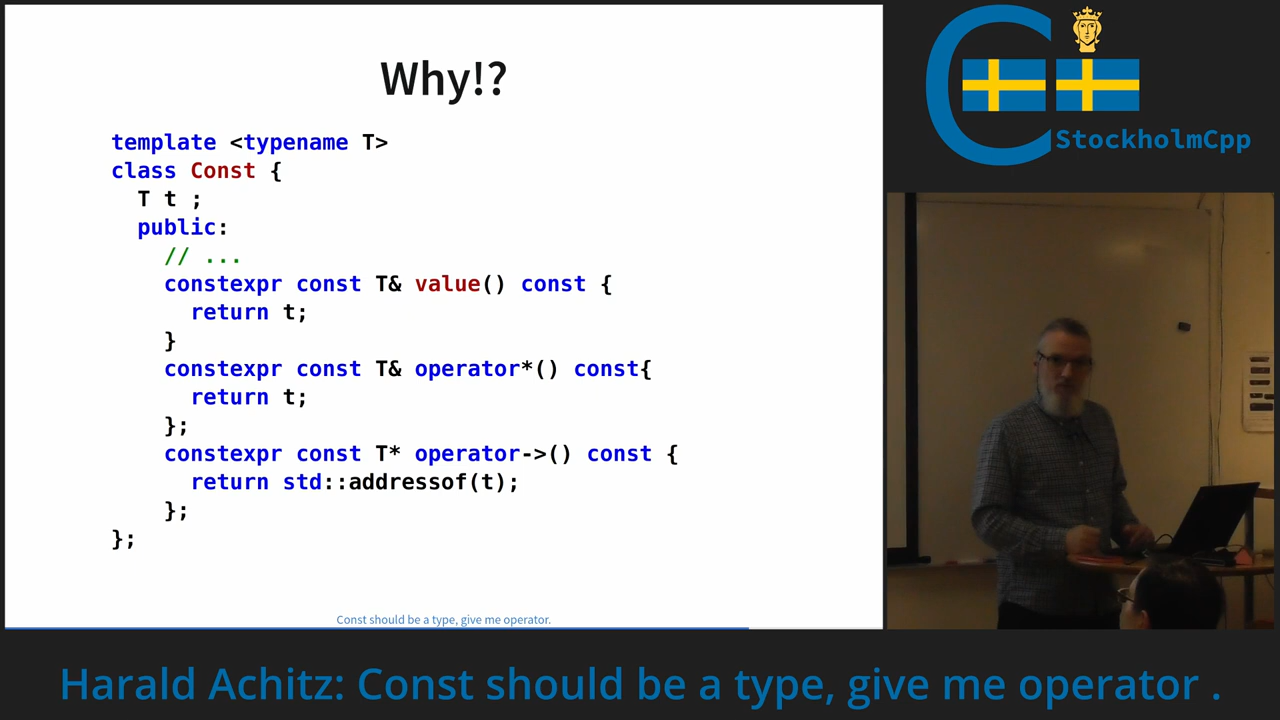 Why!?
template <typename T>
class Const {
T t ;
public:
// ...
constexpr const T& value() const {
return t;
}
constexpr const T& operator*() const{
return t;
};
constexpr const T* operator->() const {
return std::addressof(t);
};
};
Const should be a type, give me operator.
C
StockholmCpp
Harald Achitz: Const should be a type, give me operator .